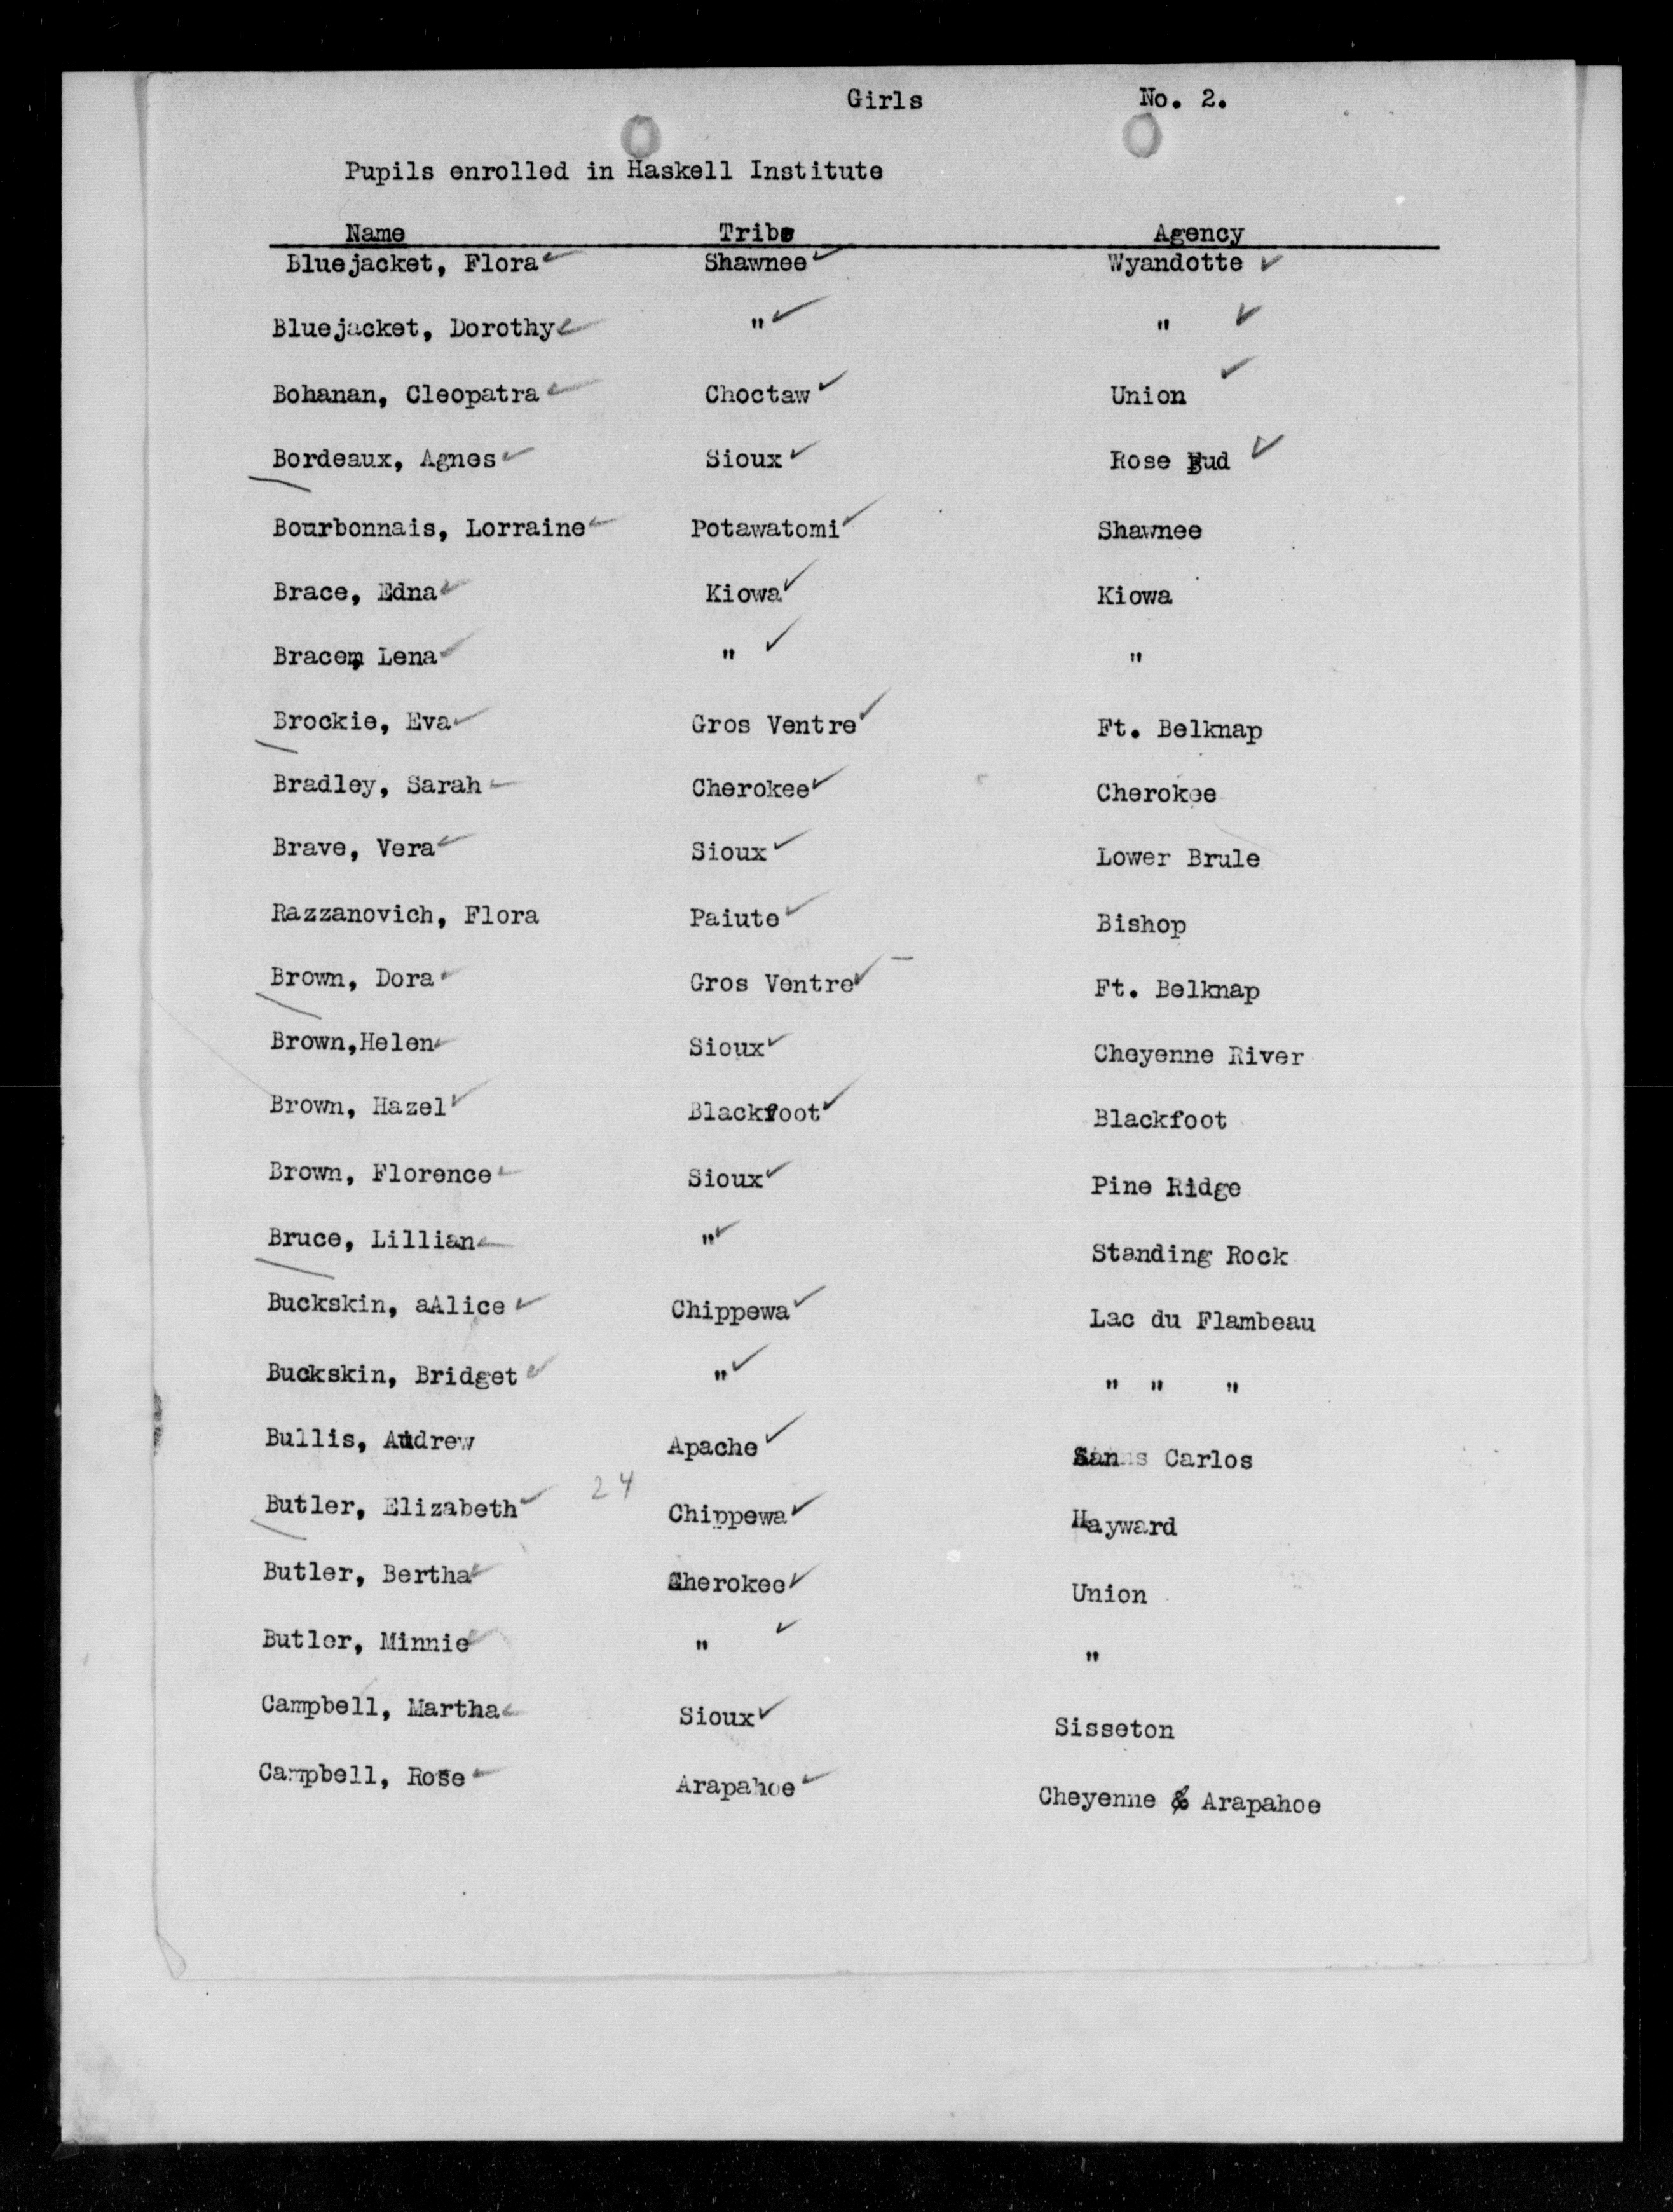 Girls No. 2.
Pupils enrolled in Haskell Institute
Name Tribe Agency
Bluejacket, Flora ✓ Shawnee ✓ Wyandotte ✓
Bluejacket, Dorothy ✓ " ✓ " ✓
Bohanan, Cleopatra ✓ Choctaw ✓ Union ✓
Bordeaux, Agnes ✓ Sioux ✓ Rose Bud ✓
Bourbonnais, Lorraine ✓ Potawatomi ✓ Shawnee
Brace, Edna ✓ Kiowa ✓ Kiowa
Brace, Lena ✓ " ✓ "
Brockie, Eva ✓ Gros Ventre ✓ Ft. Belknap
Bradley, Sarah ✓ Cherokee ✓ Cherokee
Brave, Vera ✓ Sioux ✓ Lower Brule
Razzanovich, Flora Paiute ✓ Bishop
Brown, Dora ✓ Gros Ventre ✓ – Ft. Belknap
Brown,Helen ✓ Sioux ✓ Cheyenne River
Brown, Hazel ✓ Blackfoot ✓ Blackfoot
Brown, Florence ✓ Sioux ✓ Pine Ridge
Bruce, Lillian ✓ " ✓ Standing Rock
Buckskin, aAlice ✓ Chippewa ✓ Lac du Flambeau
Buckskin, Bridget ✓ " ✓ " " "
Bullis, Audrew Apache ✓ San Carlos
Butler, Elizabeth ✓ 24 Chippewa ✓ Hayward
Butler, Bertha ✓ Cherokee ✓ Union
Butler, Minnie ✓ " ✓ "
Campbell, Martha ✓ Sioux ✓ Sisseton
Campbell, Rose ✓ Arapahoe ✓ Cheyenne & Arapahoe